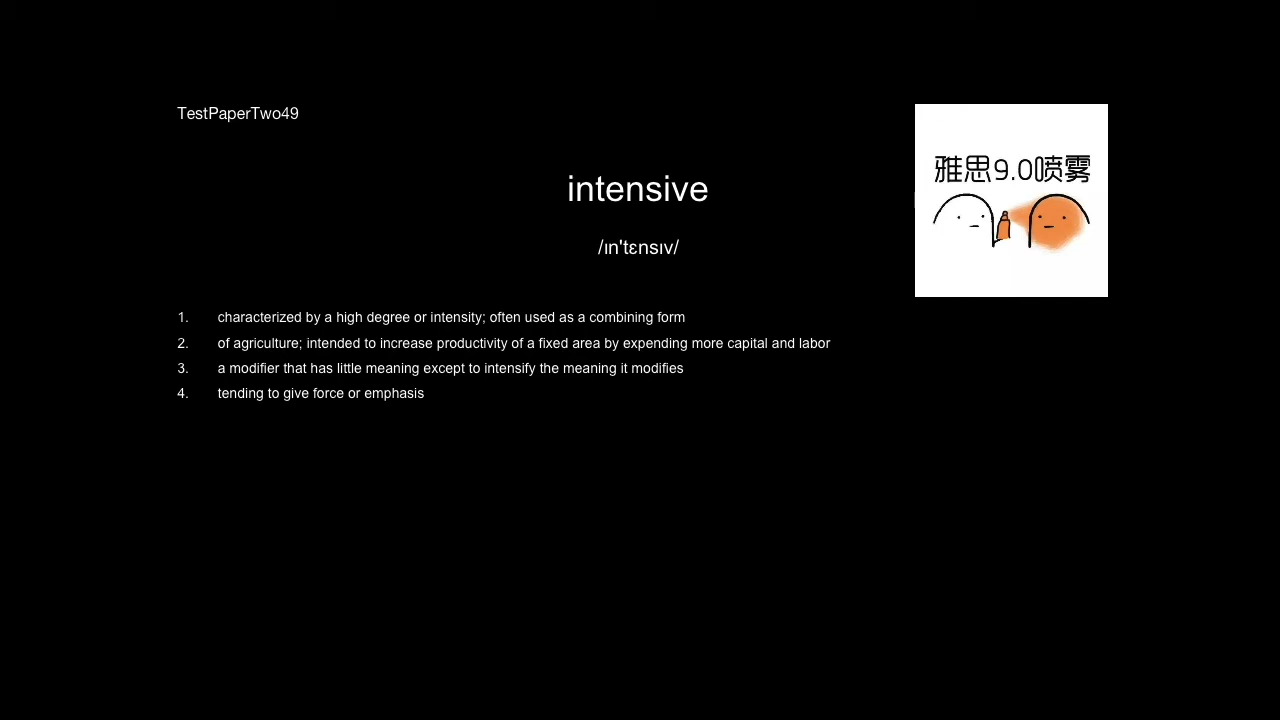 TestPaperTwo49
雅思9.0喷雾
intensive
/ɪn'tɛnsɪv/
1. characterized by a high degree or intensity; often used as a combining form
2. of agriculture; intended to increase productivity of a fixed area by expending more capital and labor
3. a modifier that has little meaning except to intensify the meaning it modifies
4. tending to give force or emphasis